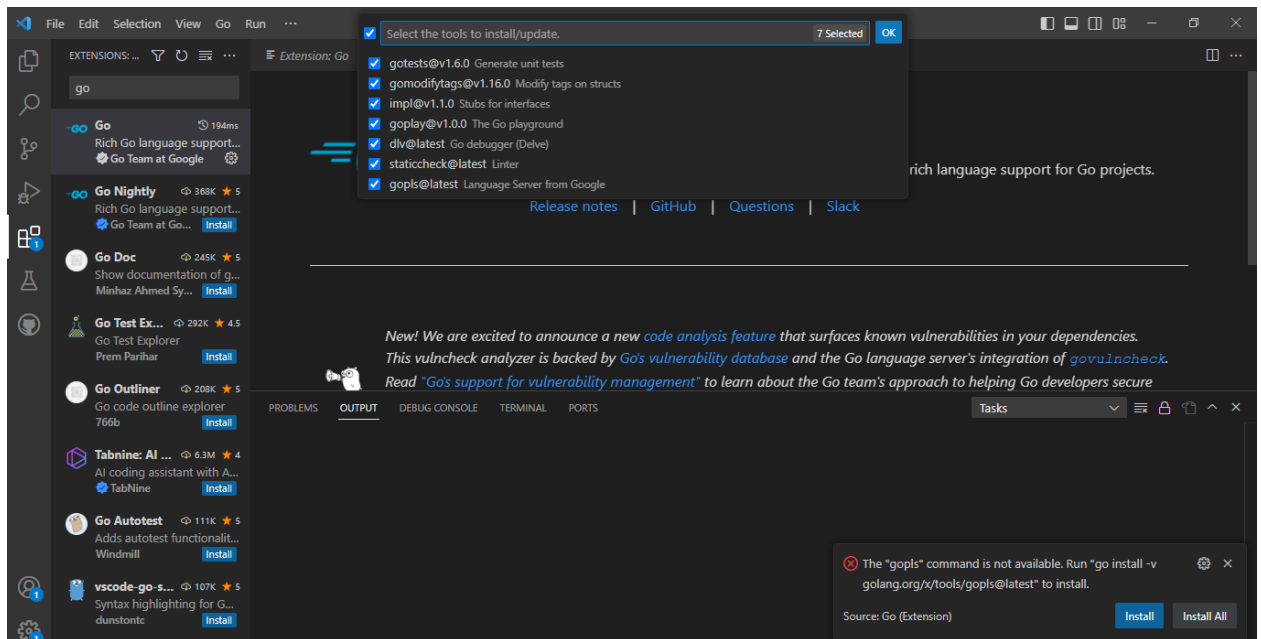 File Edit Selection View Go Run ···
Select the tools to install/update.
7 Selected
OK
gotests@v1.6.0 Generate unit tests
gomodifytags@v1.16.0 Modify tags on structs
impl@v1.1.0 Stubs for interfaces
goplay@v1.0.0 The Go playground
dlv@latest Go debugger (Delve)
staticcheck@latest Linter
gopls@latest Language Server from Google
EXTENSIONS: ...
go
Go 194ms
Rich Go language support...
Go Team at Google
Go Nightly 368K 5
Rich Go language support...
Go Team at Go... Install
Go Doc 245K 5
Show documentation of g...
Minhaz Ahmed Sy... Install
Go Test Ex... 292K 4.5
Go Test Explorer
Prem Parihar Install
Go Outliner 208K 5
Go code outline explorer
766b Install
Tabnine: AI ... 6.3M 4
AI coding assistant with A...
TabNine Install
Go Autotest 111K 5
Adds autotest functionalit...
Windmill Install
vscode-go-s... 107K 5
Syntax highlighting for G...
dunstontc Install
1
1
1
Extension: Go
GO
rich language support for Go projects.
Release notes | GitHub | Questions | Slack
New! We are excited to announce a new code analysis feature that surfaces known vulnerabilities in your dependencies.
This vulncheck analyzer is backed by Go's vulnerability database and the Go language server's integration of govulncheck.
Read "Go's support for vulnerability management" to learn about the Go team's approach to helping Go developers secure
PROBLEMS OUTPUT DEBUG CONSOLE TERMINAL PORTS
Tasks
The "gopls" command is not available. Run "go install -v
golang.org/x/tools/gopls@latest" to install.
Source: Go (Extension)
Install
Install All